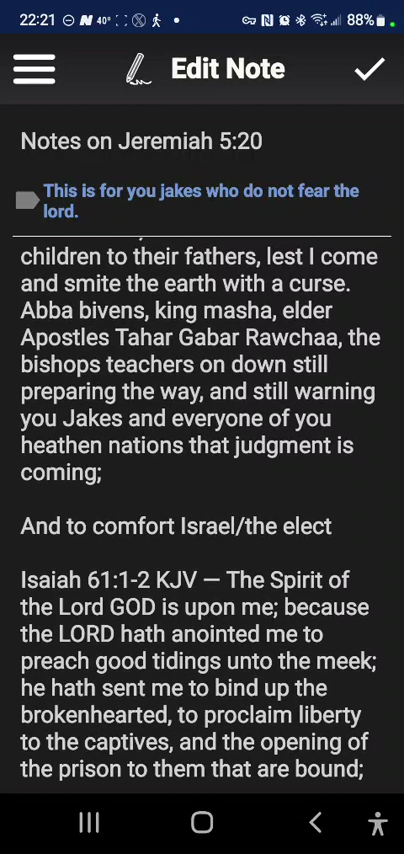 22:21 N 40° 88%
Edit Note
Notes on Jeremiah 5:20
This is for you jakes who do not fear the
lord.
children to their fathers, lest I come
and smite the earth with a curse.
Abba bivens, king masha, elder
Apostles Tahar Gabar Rawchaa, the
bishops teachers on down still
preparing the way, and still warning
you Jakes and everyone of you
heathen nations that judgment is
coming;
And to comfort Israel/the elect
Isaiah 61:1-2 KJV — The Spirit of
the Lord GOD is upon me; because
the LORD hath anointed me to
preach good tidings unto the meek;
he hath sent me to bind up the
brokenhearted, to proclaim liberty
to the captives, and the opening of
the prison to them that are bound;